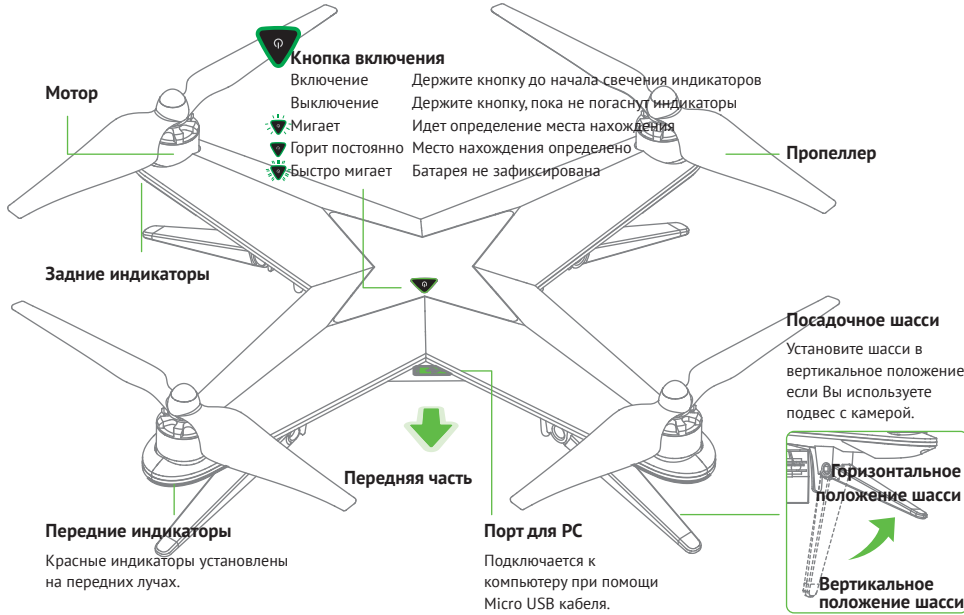 Кнопка включения
Включение Держите кнопку до начала свечения индикаторов
Выключение Держите кнопку, пока не погаснут индикаторы
Мигает Идет определение места нахождения
Горит постоянно Место нахождения определено
Быстро мигает Батарея не зафиксирована
Мотор
Пропеллер
Задние индикаторы
Посадочное шасси
Установите шасси в
вертикальное положение
если Вы используете
подвес с камерой.
Передняя часть
Горизонтальное
положение шасси
Вертикальное
положение шасси
Передние индикаторы
Красные индикаторы установлены
на передних лучах.
Порт для PC
Подключается к
компьютеру при помощи
Micro USB кабеля.